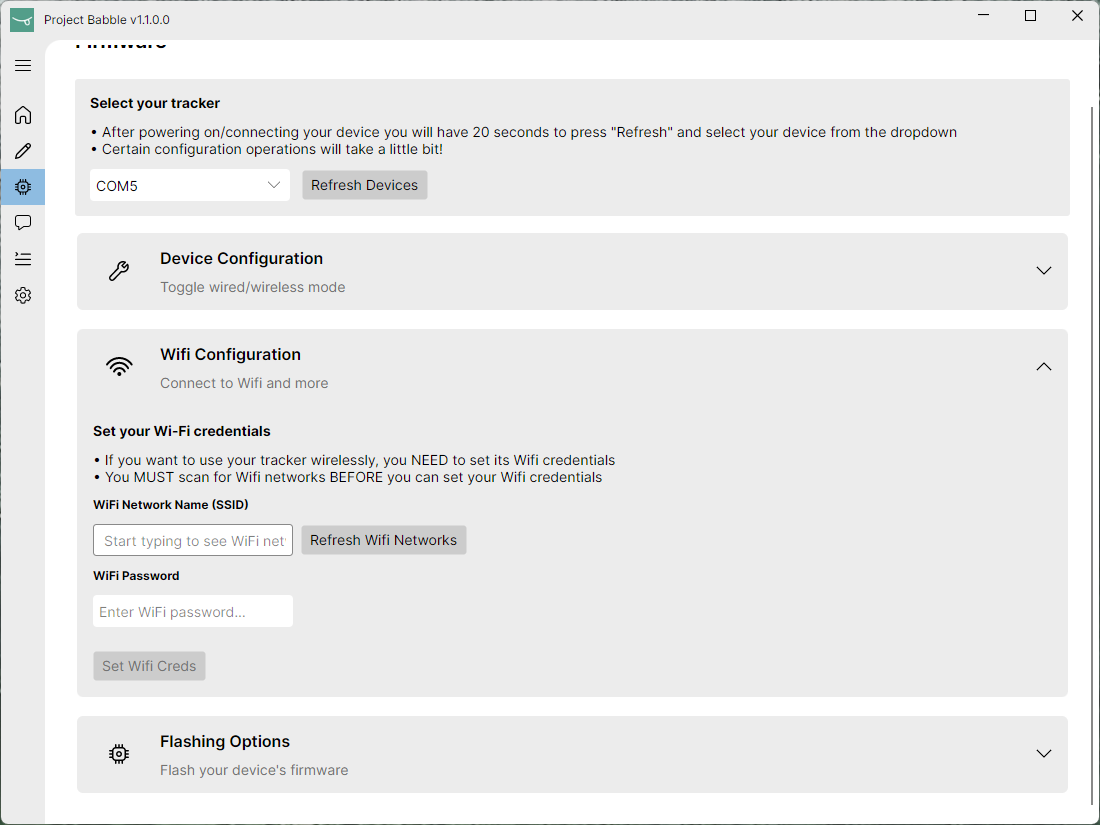 Project Babble v1.1.0.0
Firmware
Select your tracker
• After powering on/connecting your device you will have 20 seconds to press "Refresh" and select your device from the dropdown
• Certain configuration operations will take a little bit!
COM5
Refresh Devices
Device Configuration
Toggle wired/wireless mode
Wifi Configuration
Connect to Wifi and more
Set your Wi-Fi credentials
• If you want to use your tracker wirelessly, you NEED to set its Wifi credentials
• You MUST scan for Wifi networks BEFORE you can set your Wifi credentials
WiFi Network Name (SSID)
Start typing to see WiFi net
Refresh Wifi Networks
WiFi Password
Enter WiFi password...
Set Wifi Creds
Flashing Options
Flash your device's firmware